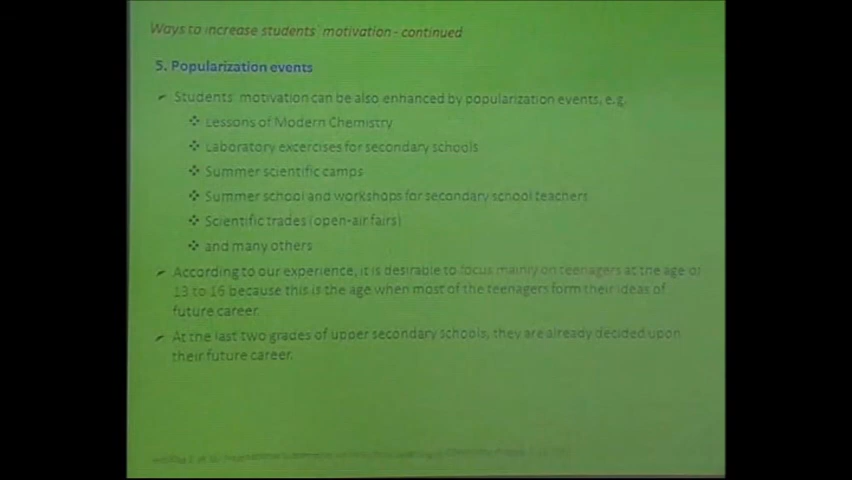 Ways to increase students' motivation - continued
5. Popularization events
Students' motivation can be also enhanced by popularization events, e.g.
Lessons of Modern Chemistry
Laboratory excercises for secondary schools
Summer scientific camps
Summer school and workshops for secondary school teachers
Scientific trades (open-air fairs)
and many others
According to our experience, it is desirable to focus mainly on teenagers at the age of
13 to 16 because this is the age when most of the teenagers form their ideas of
future career.
At the last two grades of upper secondary schools, they are already decided upon
their future career.